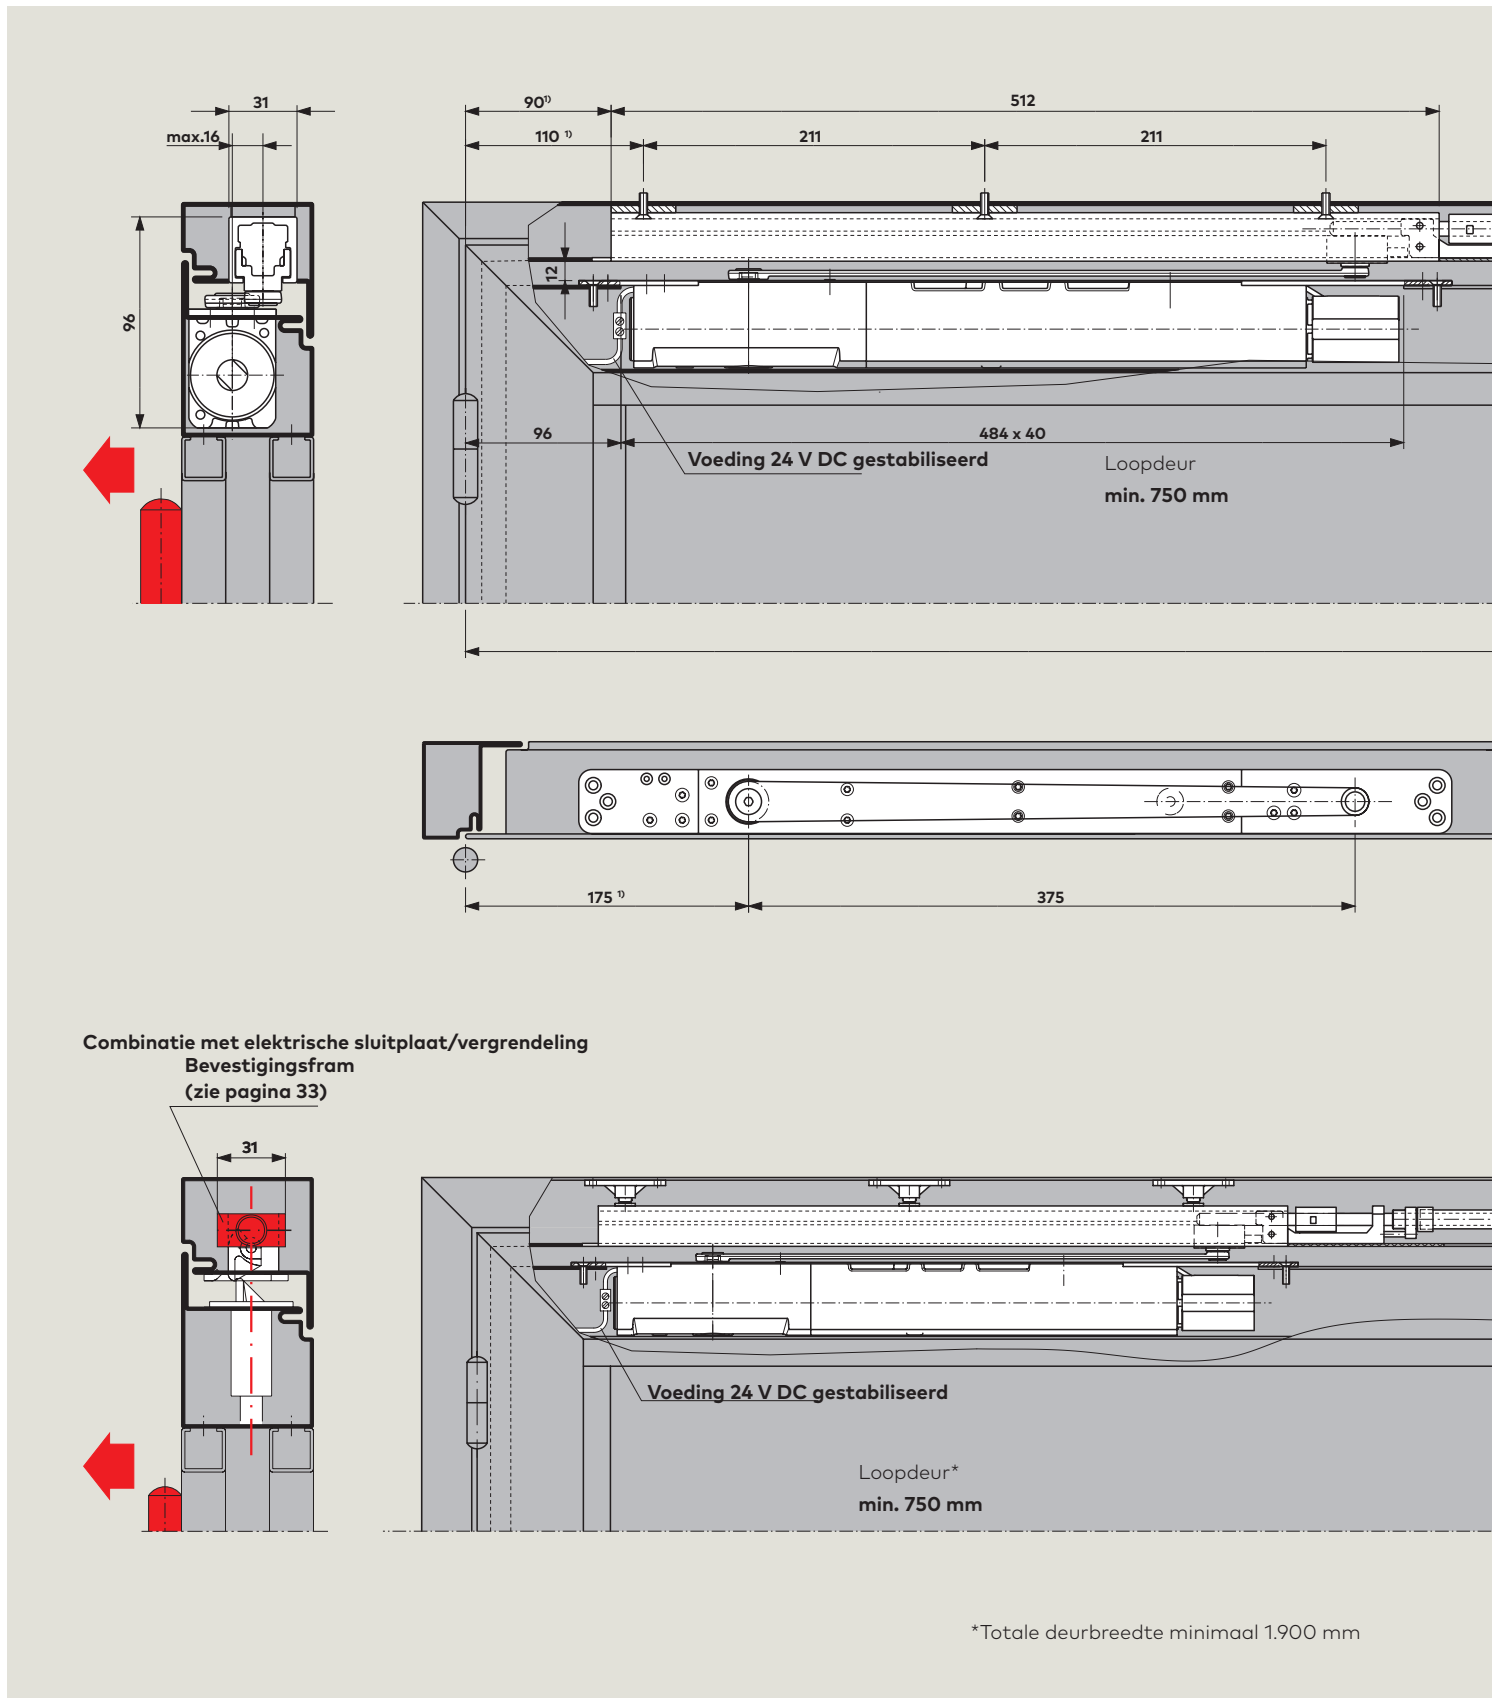 31
90¹⁾
512
max.16
110 ¹⁾
211
211
12
96
96
484 x 40
Voeding 24 V DC gestabiliseerd
Loopdeur
min. 750 mm
175 ¹⁾
375
Combinatie met elektrische sluitplaat/vergrendeling
Bevestigingsfram
(zie pagina 33)
31
Voeding 24 V DC gestabiliseerd
Loopdeur*
min. 750 mm
*Totale deurbreedte minimaal 1.900 mm